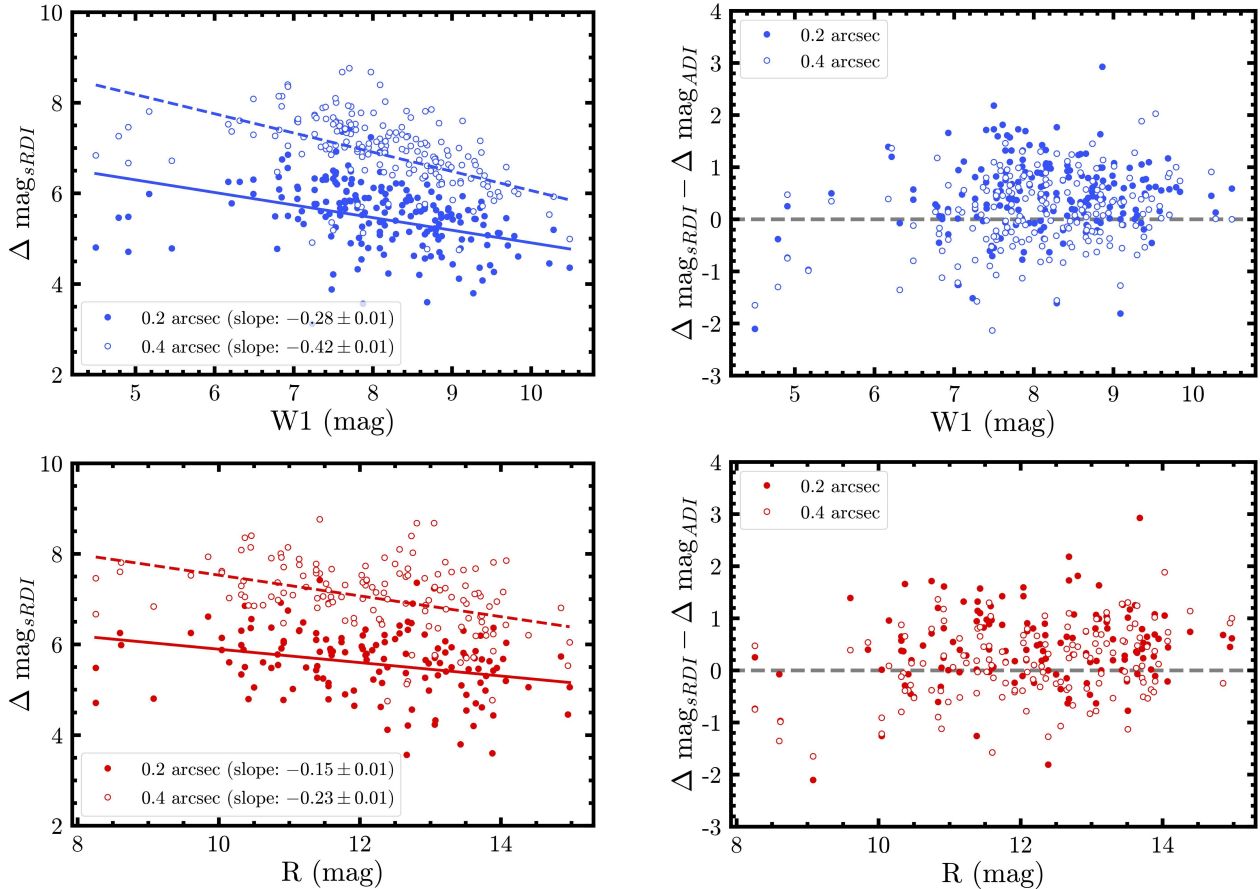 10
8
6
4
2
Δ mag_sRDI
0.2 arcsec (slope: −0.28 ± 0.01)
0.4 arcsec (slope: −0.42 ± 0.01)
5 6 7 8 9 10
W1 (mag)
4
3
2
1
0
-1
-2
-3
Δ mag_sRDI − Δ mag_ADI
0.2 arcsec
0.4 arcsec
5 6 7 8 9 10
W1 (mag)
10
8
6
4
2
Δ mag_sRDI
0.2 arcsec (slope: −0.15 ± 0.01)
0.4 arcsec (slope: −0.23 ± 0.01)
8 10 12 14
R (mag)
4
3
2
1
0
-1
-2
-3
Δ mag_sRDI − Δ mag_ADI
0.2 arcsec
0.4 arcsec
8 10 12 14
R (mag)